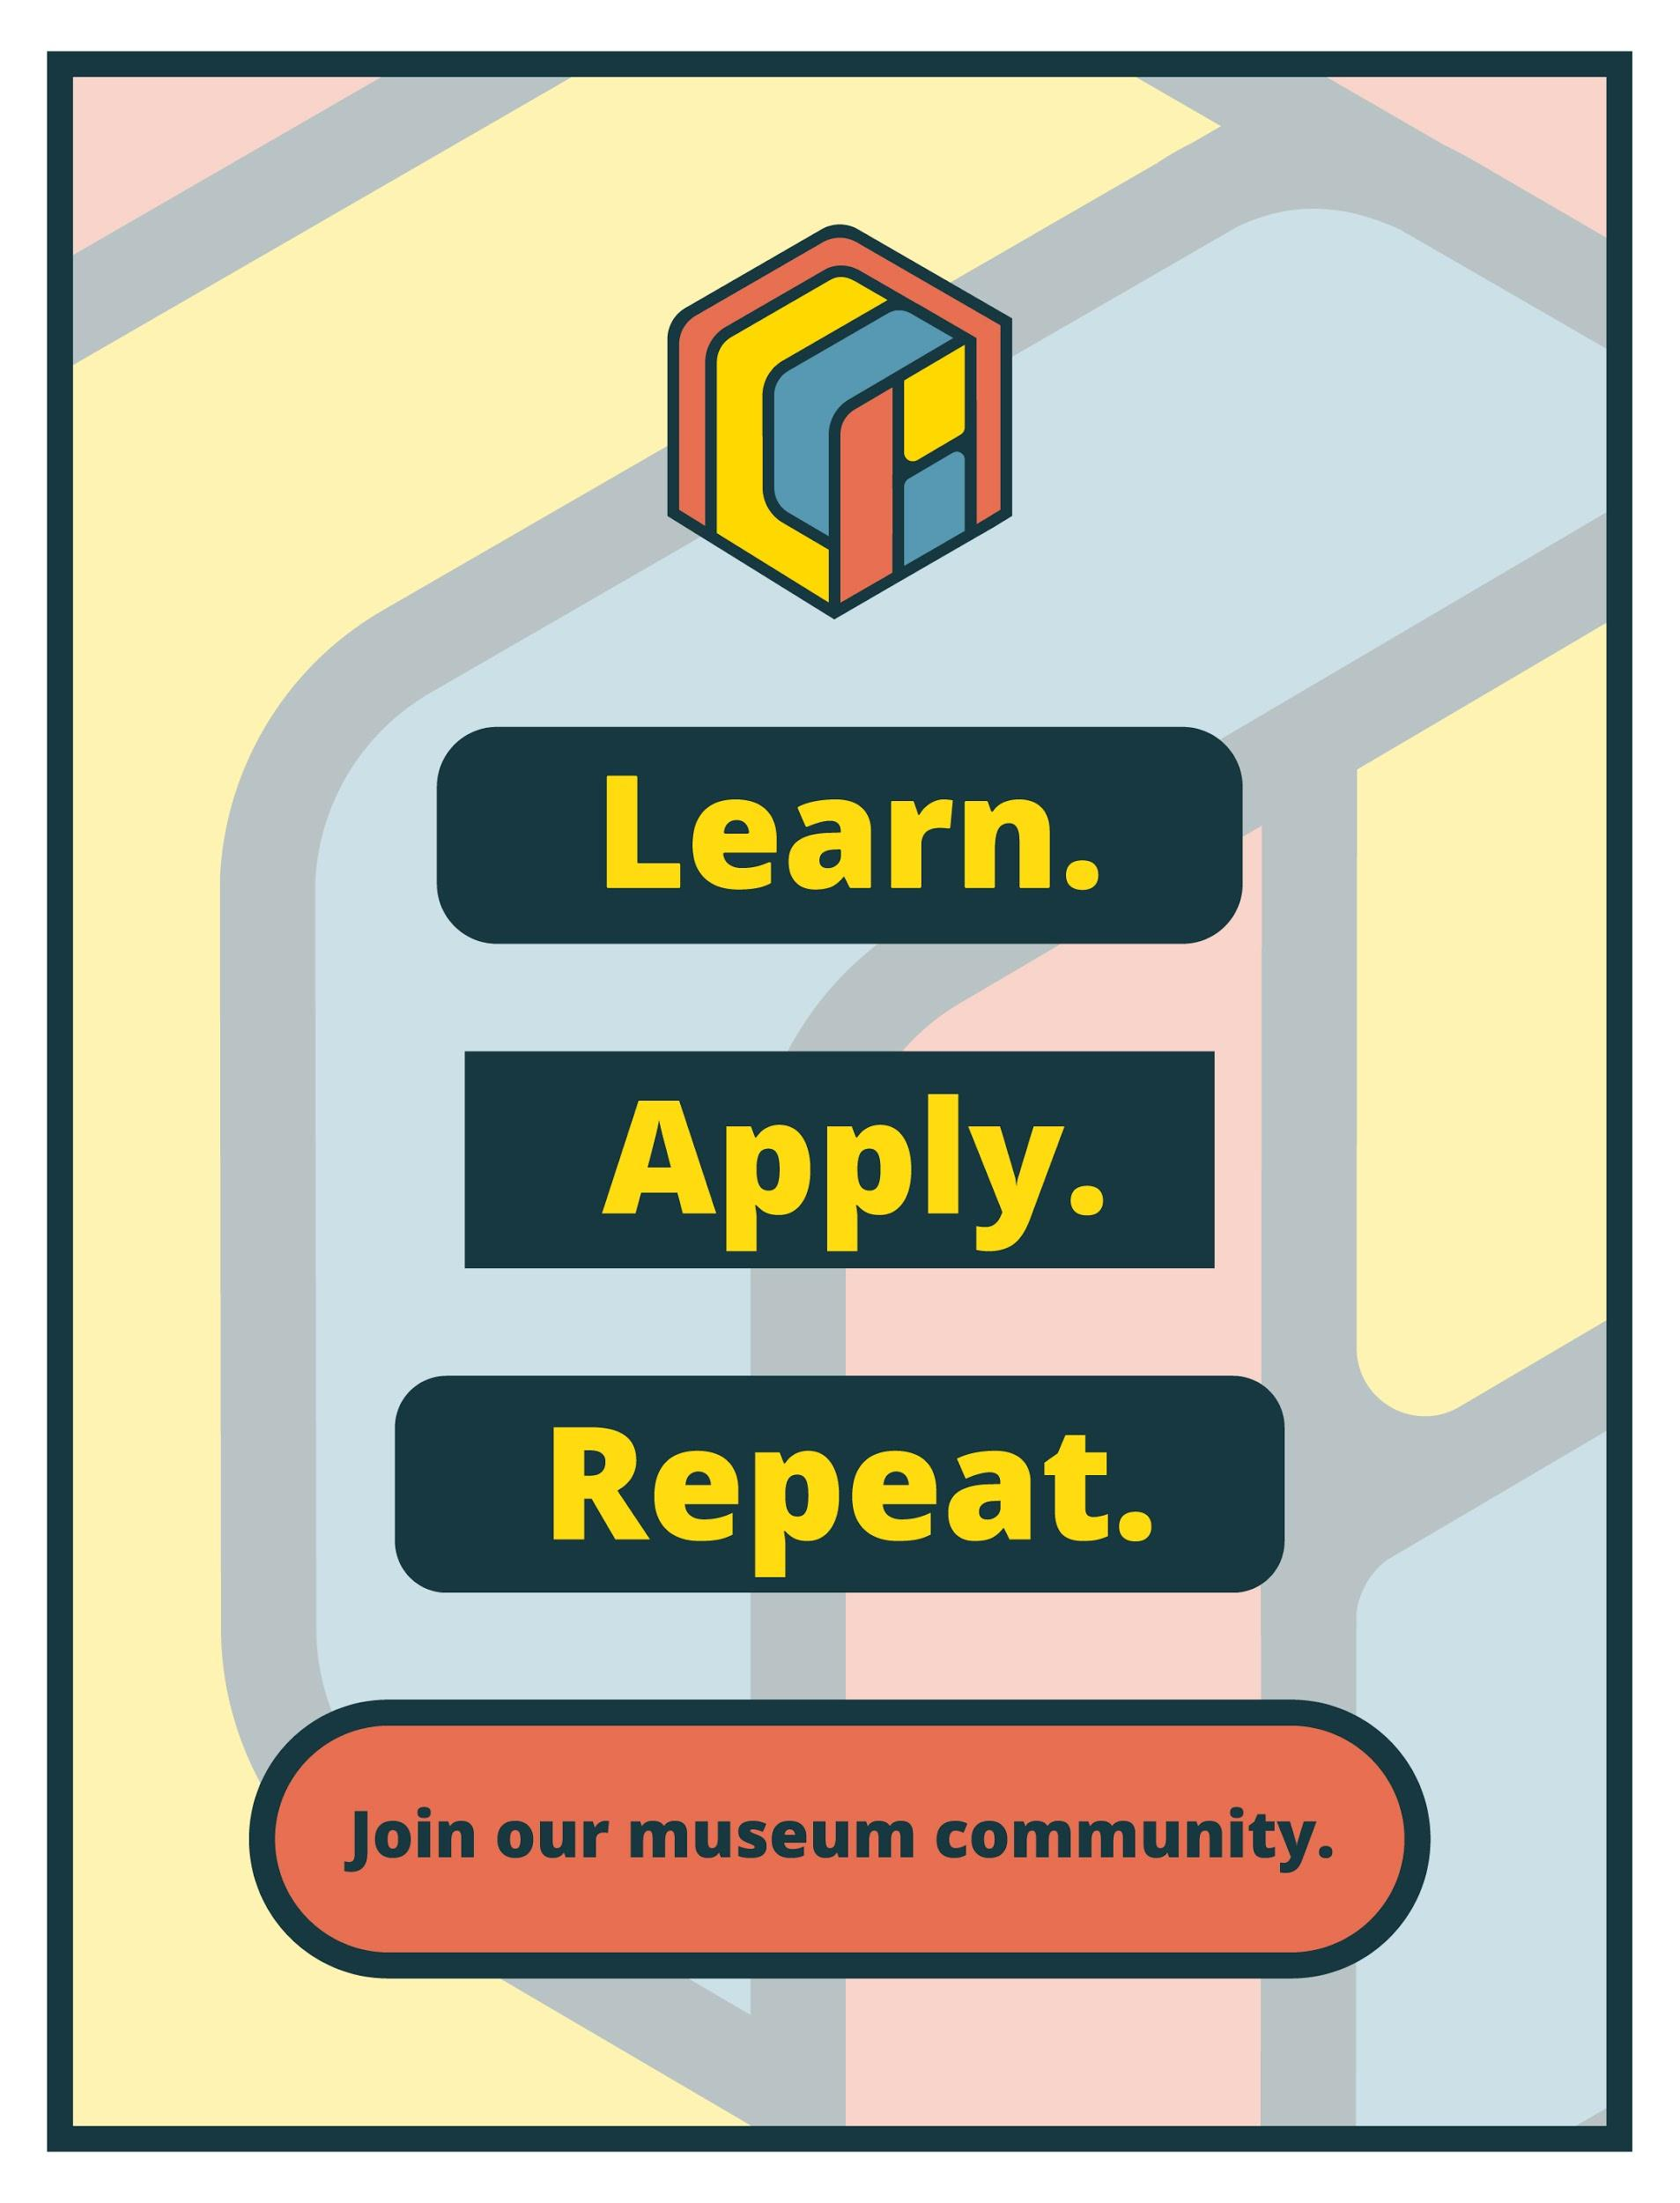 Learn.
Apply.
Repeat.
Join our museum community.